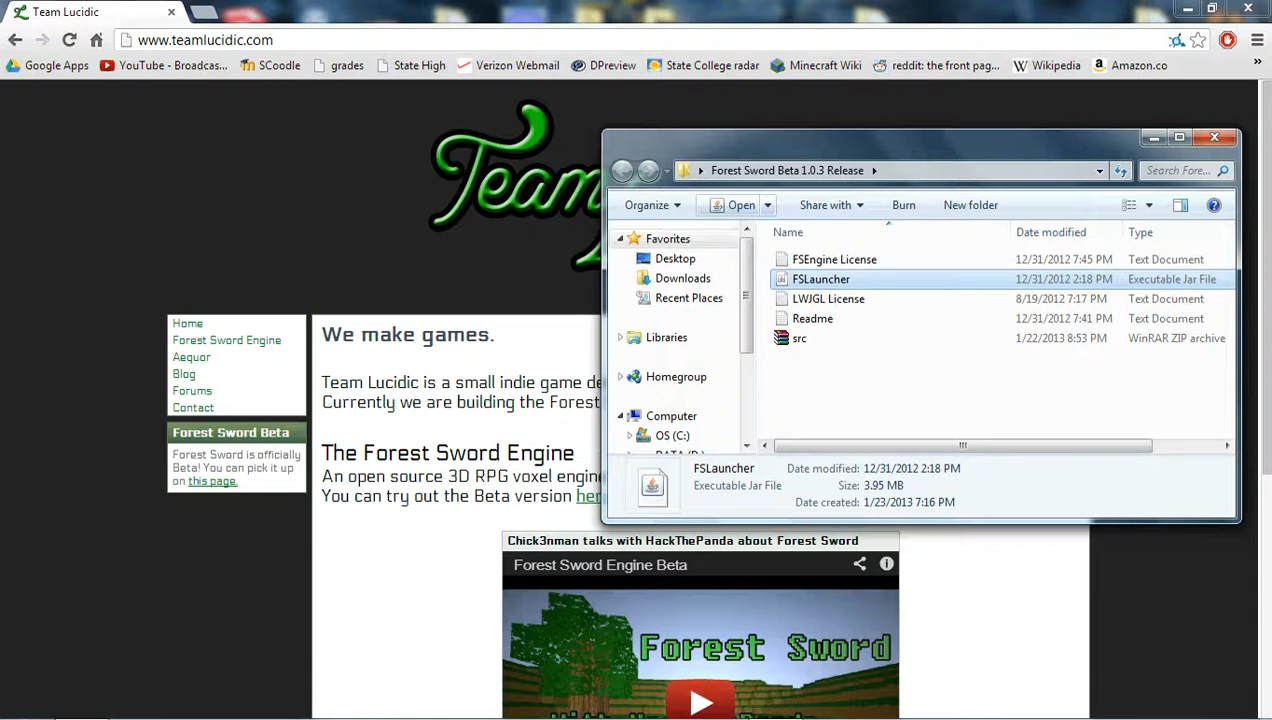 Team Lucidic
www.teamlucidic.com
Google Apps
YouTube - Broadcas...
SCoodle
grades
State High
Verizon Webmail
DPreview
State College radar
Minecraft Wiki
reddit: the front pag...
Wikipedia
Amazon.co
»
Team
Home
Forest Sword Engine
Aequor
Blog
Forums
Contact
Forest Sword Beta
Forest Sword is officially
Beta! You can pick it up
on this page.
We make games.
Team Lucidic is a small indie game de
Currently we are building the Forest
The Forest Sword Engine
An open source 3D RPG voxel engin
You can try out the Beta version her
Chick3nman talks with HackThePanda about Forest Sword
Forest Sword Engine Beta
Forest Sword
Forest Sword Beta 1.0.3 Release
Search Fore...
Organize
Open
Share with
Burn
New folder
Favorites
Desktop
Downloads
Recent Places
Libraries
Homegroup
Computer
OS (C:)
Name Date modified Type
FSEngine License 12/31/2012 7:45 PM Text Document
FSLauncher 12/31/2012 2:18 PM Executable Jar File
LWJGL License 8/19/2012 7:17 PM Text Document
Readme 12/31/2012 7:41 PM Text Document
src 1/22/2013 8:53 PM WinRAR ZIP archive
FSLauncher Date modified: 12/31/2012 2:18 PM
Executable Jar File Size: 3.95 MB
Date created: 1/23/2013 7:16 PM